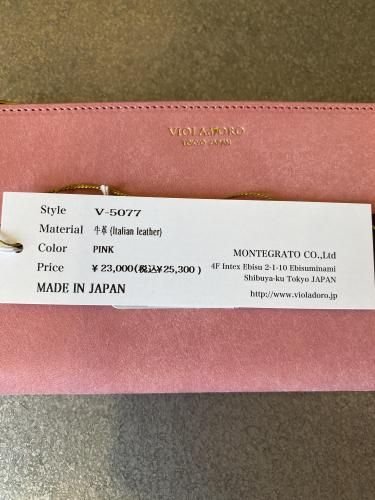 VIOLAd'ORO
TOKYO JAPAN
Style V-5077
Material 牛革(Italian leather)
Color PINK
Price ¥23,000(税込¥25,300)
MADE IN JAPAN
MONTEGRATO CO.,Ltd
4F Intex Ebisu 2-1-10 Ebisuminami
Shibuya-ku Tokyo JAPAN
http://www.violadoro.jp